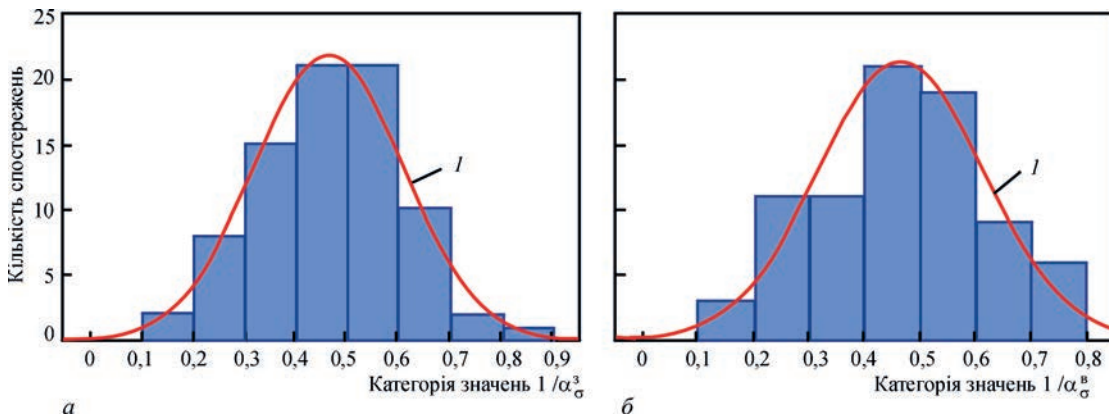 Кількість спостережень
25
20
15
10
5
0
1
0 0,1 0,2 0,3 0,4 0,5 0,6 0,7 0,8 0,9
Категорія значень 1 /α_σ^з
а
1
0 0,1 0,2 0,3 0,4 0,5 0,6 0,7 0,8
Категорія значень 1 /α_σ^в
б